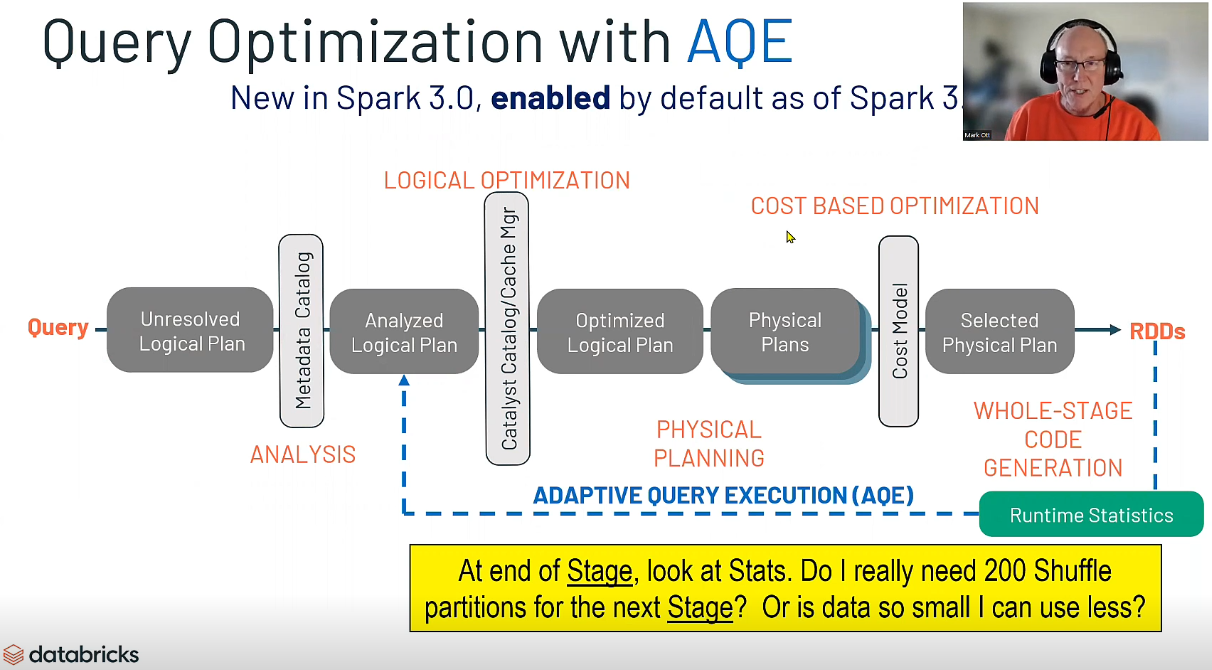 Query Optimization with AQE
New in Spark 3.0, enabled by default as of Spark 3.
Mark Ott
LOGICAL OPTIMIZATION
COST BASED OPTIMIZATION
Query
Unresolved
Logical Plan
Metadata Catalog
Analyzed
Logical Plan
Catalyst Catalog/Cache Mgr
Optimized
Logical Plan
Physical
Plans
Cost Model
Selected
Physical Plan
RDDs
ANALYSIS
PHYSICAL
PLANNING
WHOLE-STAGE
CODE
GENERATION
ADAPTIVE QUERY EXECUTION (AQE)
Runtime Statistics
At end of Stage, look at Stats. Do I really need 200 Shuffle
partitions for the next Stage? Or is data so small I can use less?
databricks